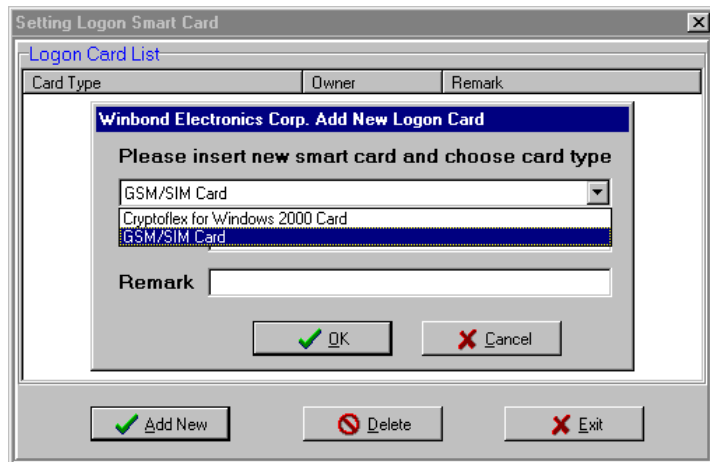 Setting Logon Smart Card
Logon Card List
Card Type Owner Remark
Winbond Electronics Corp. Add New Logon Card
Please insert new smart card and choose card type
GSM/SIM Card
Cryptoflex for Windows 2000 Card
GSM/SIM Card
Remark
OK Cancel
Add New Delete Exit